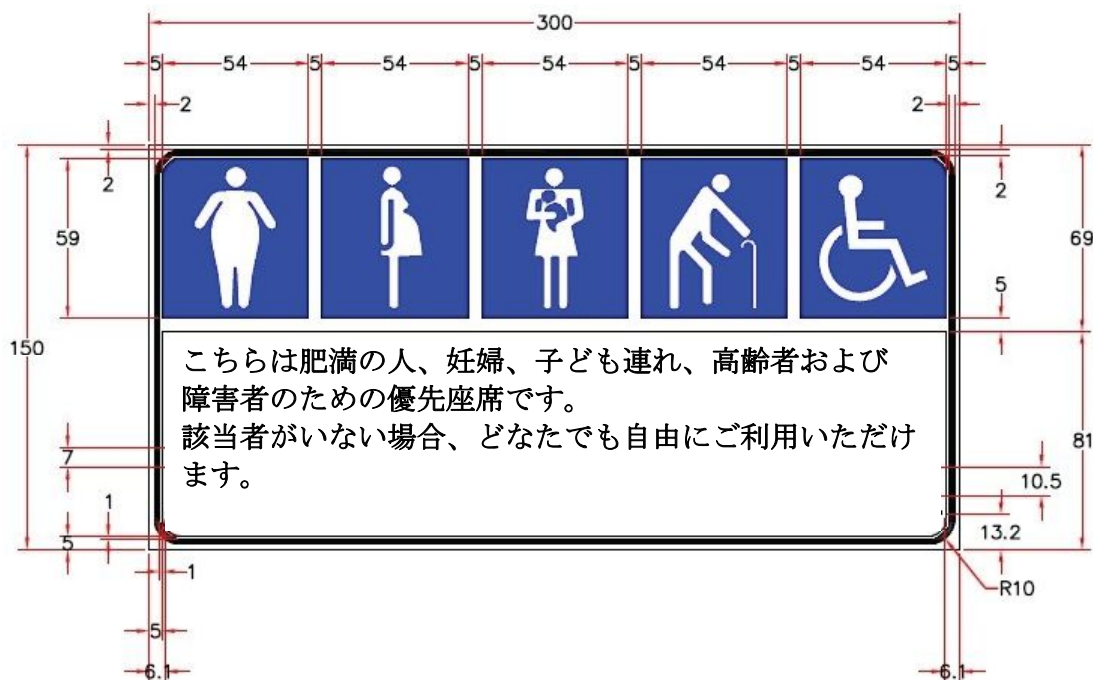 300
5 54 5 54 5 54 5 54 5 54 5
2 2
2 2
59 69
5
150
こちらは肥満の人、妊婦、子ども連れ、高齢者および
障害者のための優先座席です。
該当者がいない場合、どなたでも自由にご利用いただけ
ます。
7 81
10.5
1
5 13.2
1 R10
5
6.1 6.1